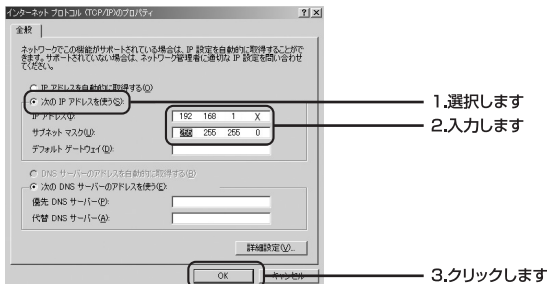 インターネット プロトコル (TCP/IP)のプロパティ
? ×
全般
ネットワークでこの機能がサポートされている場合は、IP 設定を自動的に取得することがで
きます。サポートされていない場合は、ネットワーク管理者に適切な IP 設定を問い合わせ
てください。
IP アドレスを自動的に取得する(O)
次の IP アドレスを使う(S):
1.選択します
IP アドレス(I):
192 168 1 X
2.入力します
サブネット マスク(U):
255 255 255 0
デフォルト ゲートウェイ(D):
DNS サーバーのアドレスを自動的に取得する(B)
次の DNS サーバーのアドレスを使う(E):
優先 DNS サーバー(P):
代替 DNS サーバー(A):
詳細設定(V)...
OK
キャンセル
3.クリックします